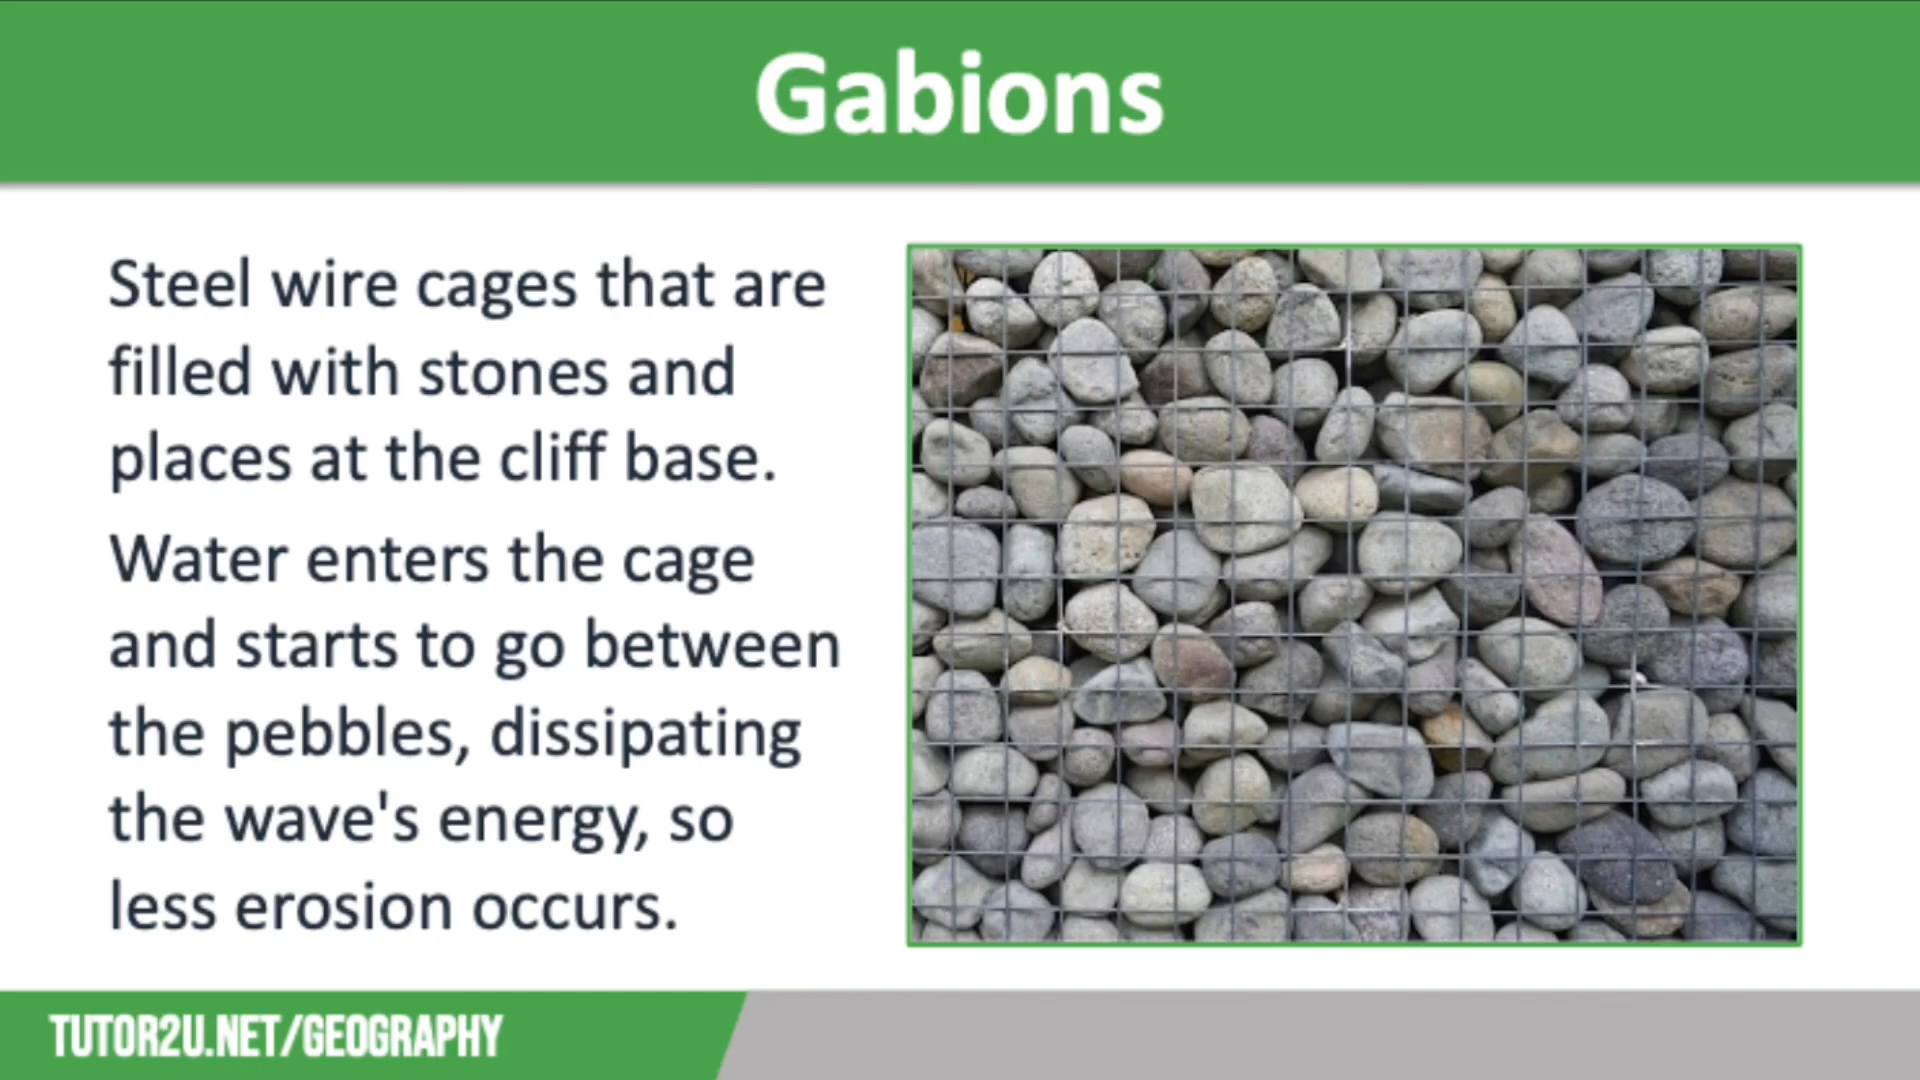 Gabions
Steel wire cages that are
filled with stones and
places at the cliff base.
Water enters the cage
and starts to go between
the pebbles, dissipating
the wave's energy, so
less erosion occurs.
TUTOR2U.NET/GEOGRAPHY